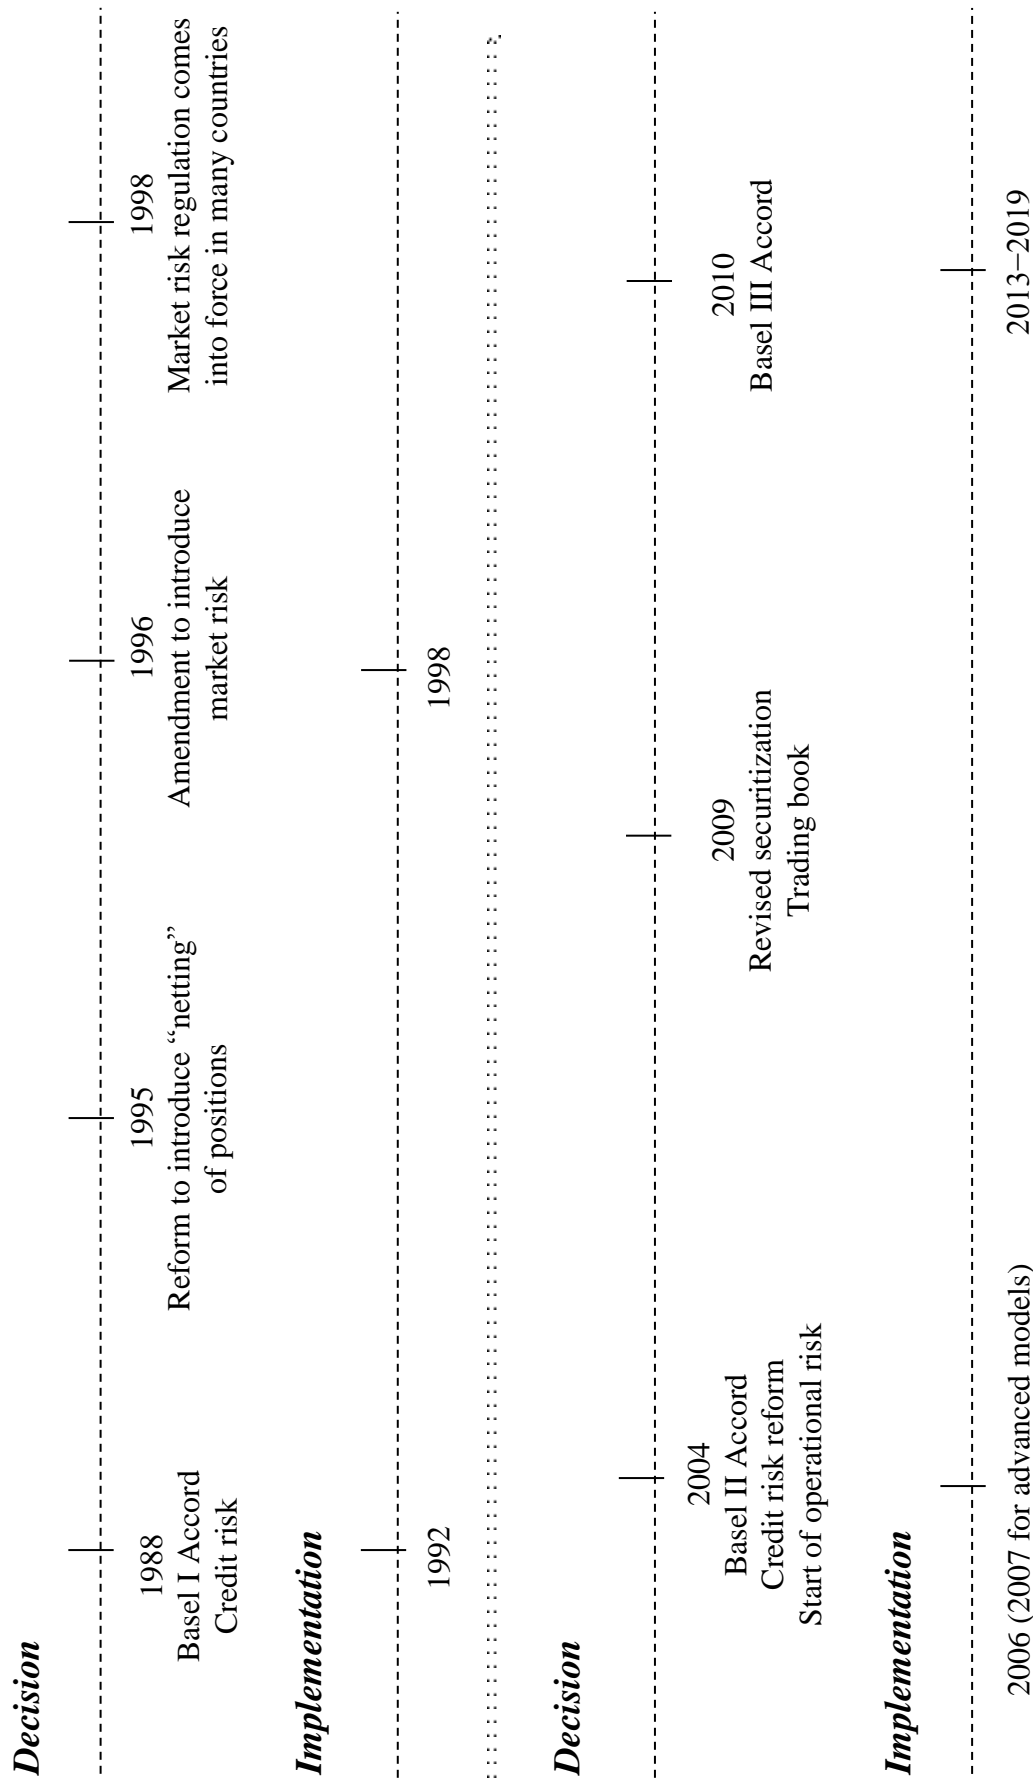 Decision
1988
Basel I Accord
Credit risk
1995
Reform to introduce “netting”
of positions
1996
Amendment to introduce
market risk
1998
Market risk regulation comes
into force in many countries
Implementation
1992
1998
Decision
2004
Basel II Accord
Credit risk reform
Start of operational risk
2009
Revised securitization
Trading book
2010
Basel III Accord
Implementation
2006 (2007 for advanced models)
2013–2019